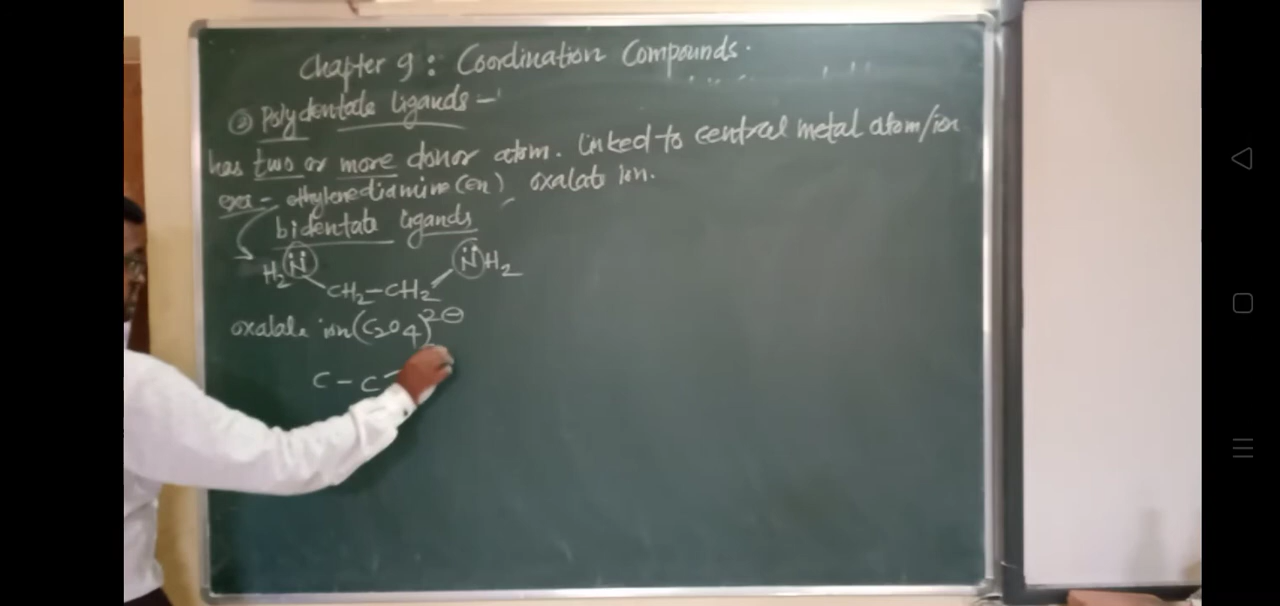 Chapter 9: Coordination Compounds.
② Polydentate ligands -
has two or more donor atom. linked to central metal atom/ion
ex - ethylenediamine (en), oxalate ion.
bidentate ligands
H₂N̈ N̈H₂
CH₂-CH₂
oxalate ion (C₂O₄)²⊖
C - C